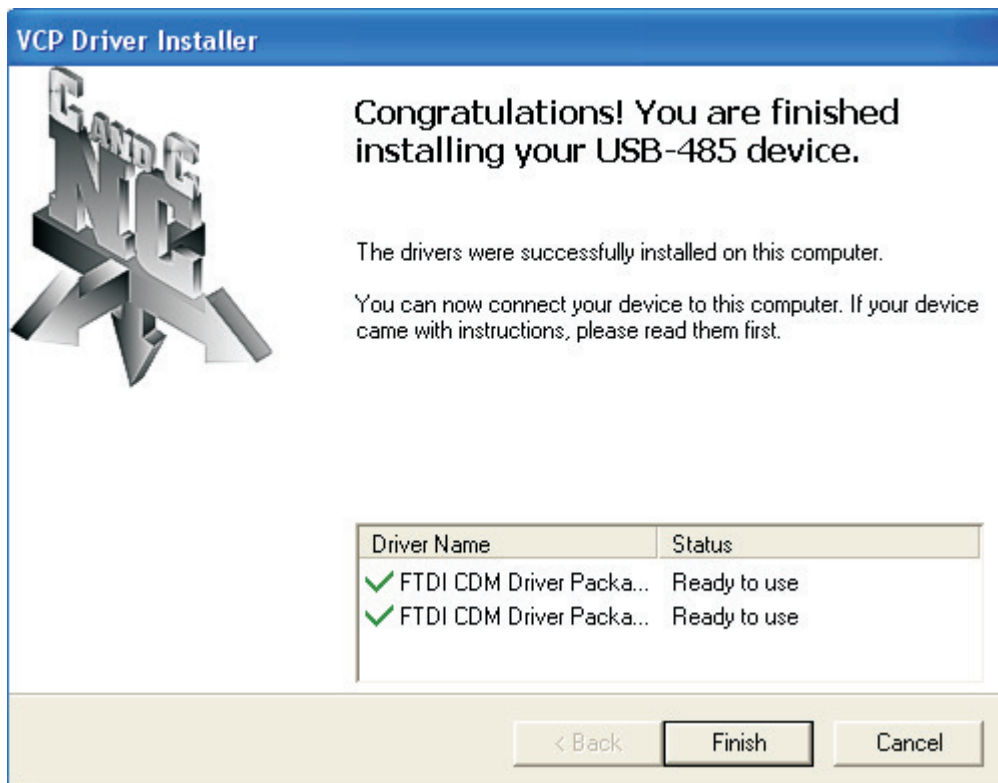 VCP Driver Installer
C AND C
N.C
Congratulations! You are finished
installing your USB-485 device.
The drivers were successfully installed on this computer.
You can now connect your device to this computer. If your device
came with instructions, please read them first.
Driver Name Status
FTDI CDM Driver Packa... Ready to use
FTDI CDM Driver Packa... Ready to use
< Back Finish Cancel